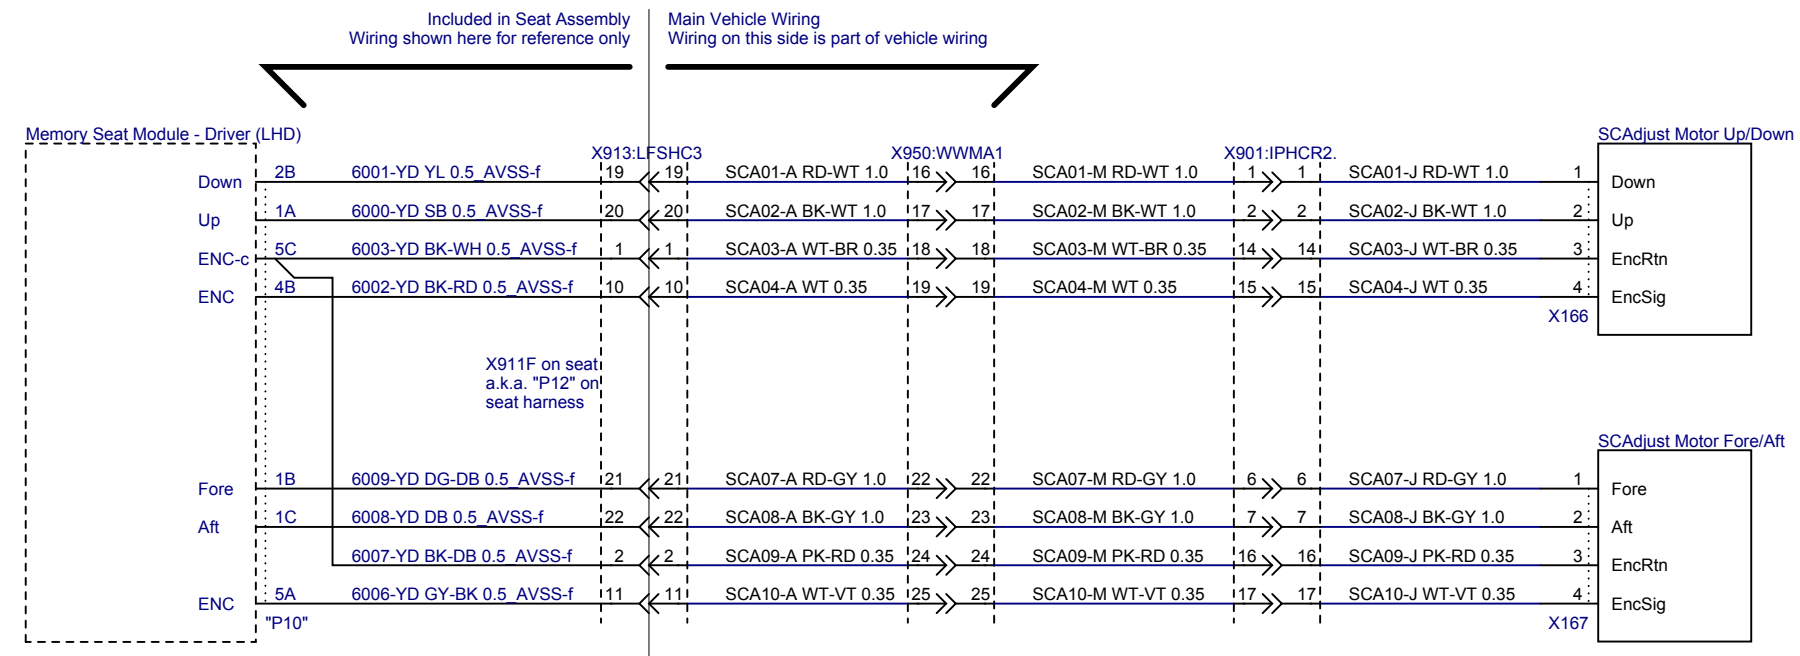 Included in Seat Assembly
Wiring shown here for reference only
Main Vehicle Wiring
Wiring on this side is part of vehicle wiring
Memory Seat Module - Driver (LHD)
SCAdjust Motor Up/Down
X913:LFSHC3 X950:WWMA1 X901:IPHCR2.
Down 2B 6001-YD YL 0.5_AVSS-f 19 19 SCA01-A RD-WT 1.0 16 16 SCA01-M RD-WT 1.0 1 1 SCA01-J RD-WT 1.0 1 Down
Up 1A 6000-YD SB 0.5_AVSS-f 20 20 SCA02-A BK-WT 1.0 17 17 SCA02-M BK-WT 1.0 2 2 SCA02-J BK-WT 1.0 2 Up
ENC-c 5C 6003-YD BK-WH 0.5_AVSS-f 1 1 SCA03-A WT-BR 0.35 18 18 SCA03-M WT-BR 0.35 14 14 SCA03-J WT-BR 0.35 3 EncRtn
ENC 4B 6002-YD BK-RD 0.5_AVSS-f 10 10 SCA04-A WT 0.35 19 19 SCA04-M WT 0.35 15 15 SCA04-J WT 0.35 4 EncSig
X166
X911F on seat
a.k.a. "P12" on
seat harness
SCAdjust Motor Fore/Aft
Fore 1B 6009-YD DG-DB 0.5_AVSS-f 21 21 SCA07-A RD-GY 1.0 22 22 SCA07-M RD-GY 1.0 6 6 SCA07-J RD-GY 1.0 1 Fore
Aft 1C 6008-YD DB 0.5_AVSS-f 22 22 SCA08-A BK-GY 1.0 23 23 SCA08-M BK-GY 1.0 7 7 SCA08-J BK-GY 1.0 2 Aft
6007-YD BK-DB 0.5_AVSS-f 2 2 SCA09-A PK-RD 0.35 24 24 SCA09-M PK-RD 0.35 16 16 SCA09-J PK-RD 0.35 3 EncRtn
ENC 5A 6006-YD GY-BK 0.5_AVSS-f 11 11 SCA10-A WT-VT 0.35 25 25 SCA10-M WT-VT 0.35 17 17 SCA10-J WT-VT 0.35 4 EncSig
"P10" X167